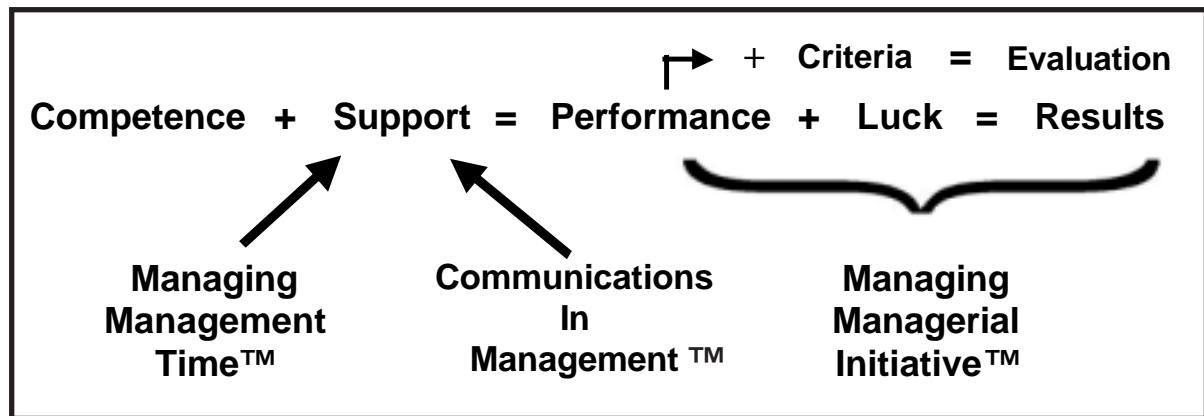 + Criteria = Evaluation
Competence + Support = Performance + Luck = Results
Managing
Management
Time™
Communications
In
Management ™
Managing
Managerial
Initiative™